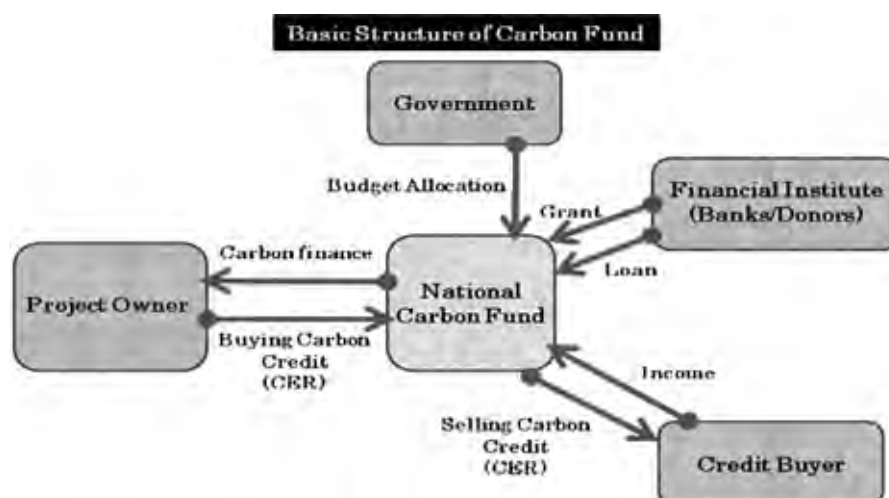 Basic Structure of Carbon Fund
Government
Budget Allocation
Financial Institute
(Banks/Donors)
Grant
Loan
Carbon finance
Project Owner
National
Carbon Fund
Buying Carbon
Credit
(CER)
Income
Selling Carbon
Credit
(CER)
Credit Buyer